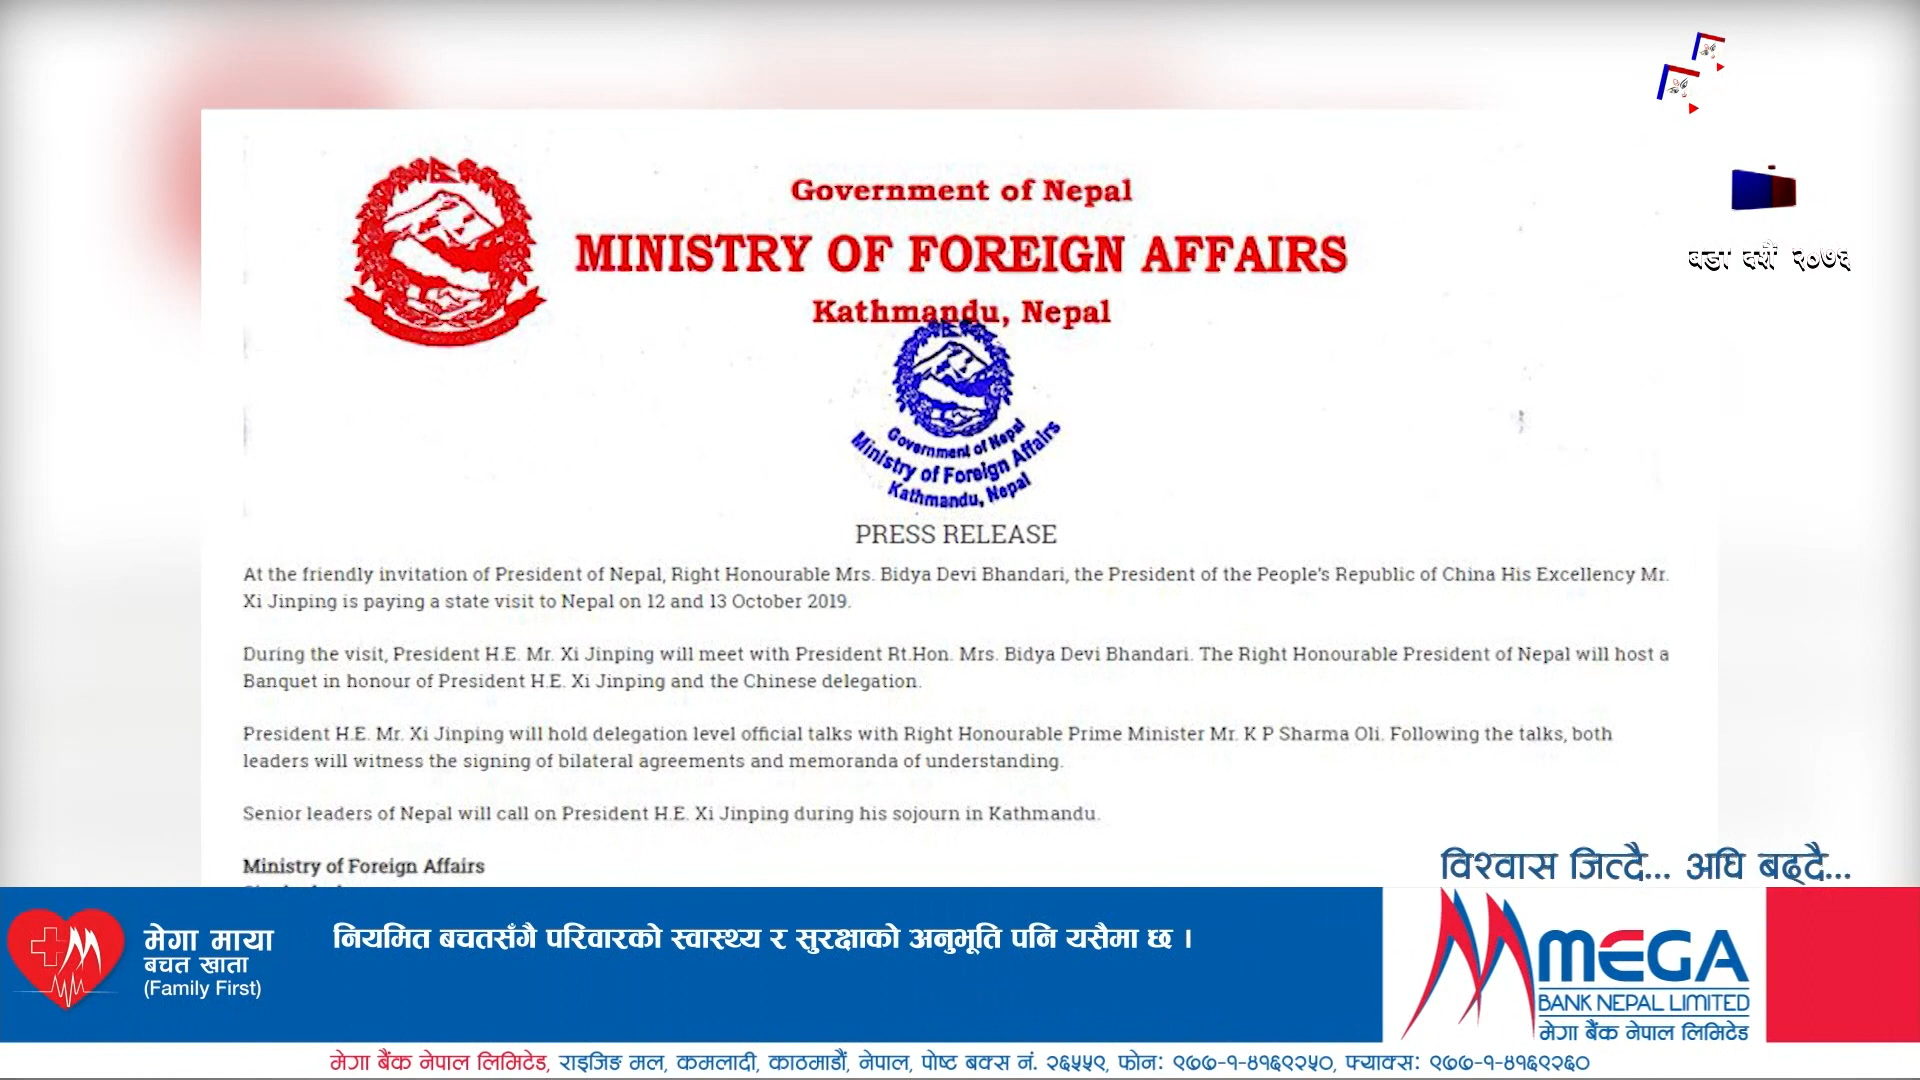 Government of Nepal
MINISTRY OF FOREIGN AFFAIRS
Kathmandu, Nepal
Government of Nepal
Ministry of Foreign Affairs
Kathmandu, Nepal
बडा दशैं २०७६
PRESS RELEASE
At the friendly invitation of President of Nepal, Right Honourable Mrs. Bidya Devi Bhandari, the President of the People's Republic of China His Excellency Mr.
Xi Jinping is paying a state visit to Nepal on 12 and 13 October 2019.
During the visit, President H.E. Mr. Xi Jinping will meet with President Rt.Hon. Mrs. Bidya Devi Bhandari. The Right Honourable President of Nepal will host a
Banquet in honour of President H.E. Xi Jinping and the Chinese delegation.
President H.E. Mr. Xi Jinping will hold delegation level official talks with Right Honourable Prime Minister Mr. K P Sharma Oli. Following the talks, both
leaders will witness the signing of bilateral agreements and memoranda of understanding.
Senior leaders of Nepal will call on President H.E. Xi Jinping during his sojourn in Kathmandu.
Ministry of Foreign Affairs
विश्वास जित्दै... अघि बढ्दै...
मेगा माया
बचत खाता
(Family First)
नियमित बचतसँगै परिवारको स्वास्थ्य र सुरक्षाको अनुभूति पनि यसैमा छ ।
MEGA
BANK NEPAL LIMITED
मेगा बैंक नेपाल लिमिटेड
मेगा बैंक नेपाल लिमिटेड, राइजिङ मल, कमलादी, काठमाडौं, नेपाल, पोष्ट बक्स नं. २६५५९, फोन: ९७७-१-४१६९२५०, फ्याक्स: ९७७-१-४१६९२६०